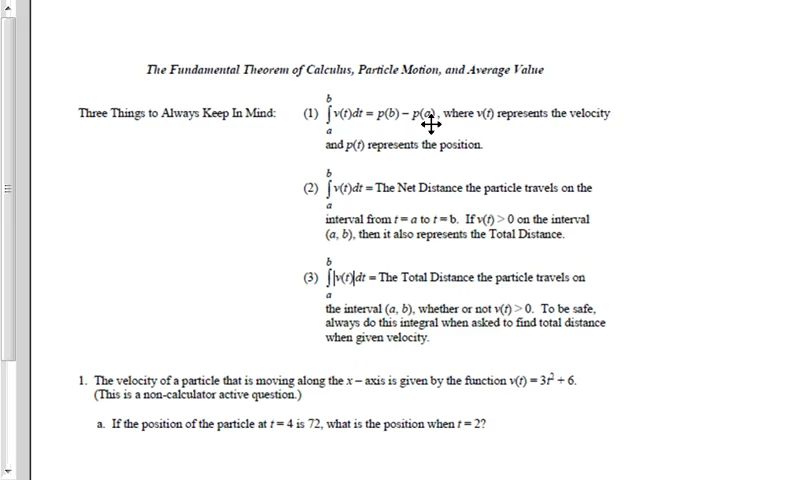 The Fundamental Theorem of Calculus, Particle Motion, and Average Value
Three Things to Always Keep In Mind: (1) ∫ₐᵇ v(t)dt = p(b) − p(a), where v(t) represents the velocity
and p(t) represents the position.
(2) ∫ₐᵇ v(t)dt = The Net Distance the particle travels on the
interval from t = a to t = b. If v(t) > 0 on the interval
(a, b), then it also represents the Total Distance.
(3) ∫ₐᵇ |v(t)|dt = The Total Distance the particle travels on
the interval (a, b), whether or not v(t) > 0. To be safe,
always do this integral when asked to find total distance
when given velocity.
1. The velocity of a particle that is moving along the x – axis is given by the function v(t) = 3t² + 6.
(This is a non-calculator active question.)
a. If the position of the particle at t = 4 is 72, what is the position when t = 2?